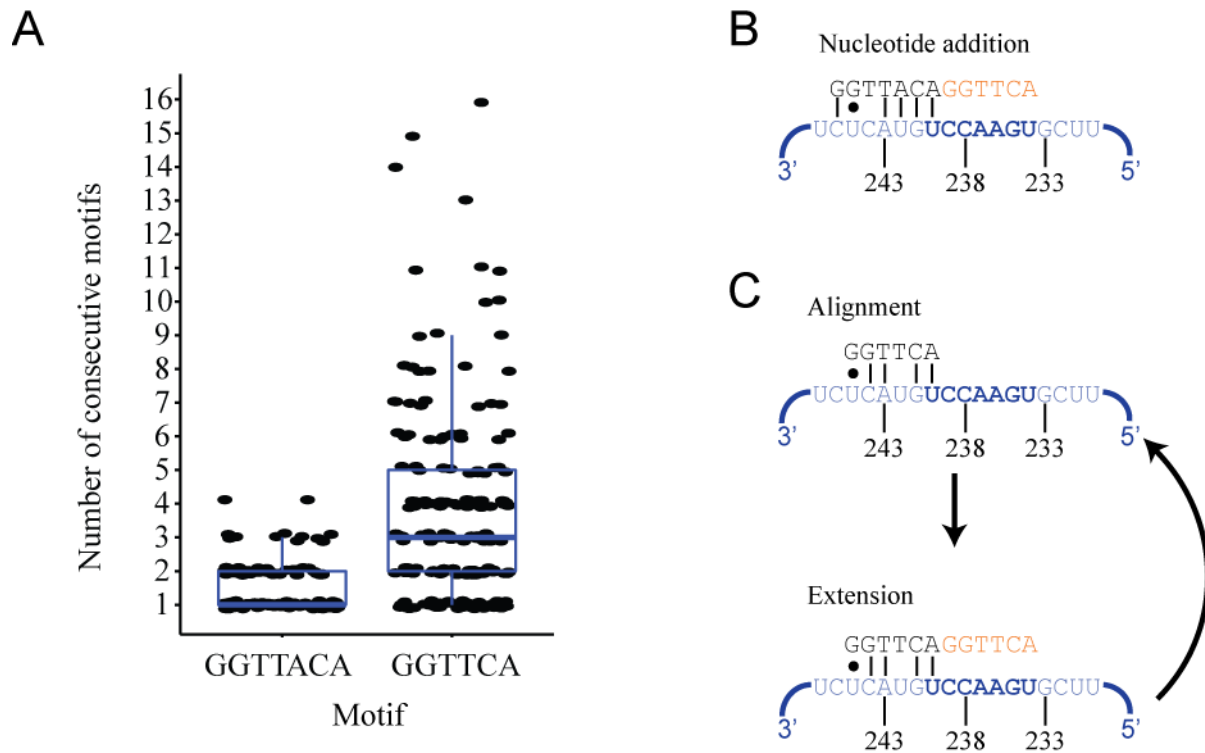 A
Number of consecutive motifs
16
15
14
13
12
11
10
9
8
7
6
5
4
3
2
1
GGTTACA GGTTCA
Motif
B
Nucleotide addition
GGTTACAGGTTCA
UCUCAUGUCCAAGUGCUU
3’ 5’
243 238 233
C
Alignment
GGTTCA
UCUCAUGUCCAAGUGCUU
3’ 5’
243 238 233
Extension
GGTTCAGGTTCA
UCUCAUGUCCAAGUGCUU
3’ 5’
243 238 233